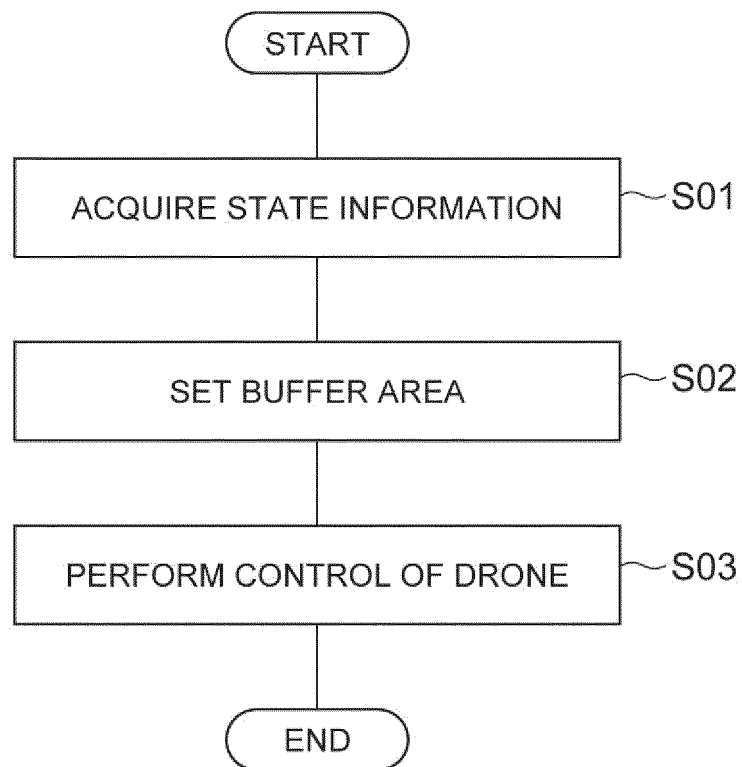 START
ACQUIRE STATE INFORMATION
S01
SET BUFFER AREA
S02
PERFORM CONTROL OF DRONE
S03
END